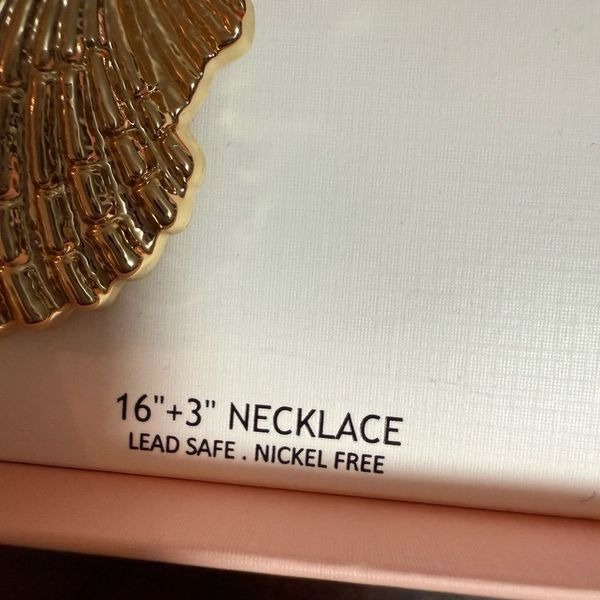 16"+3" NECKLACE
LEAD SAFE . NICKEL FREE